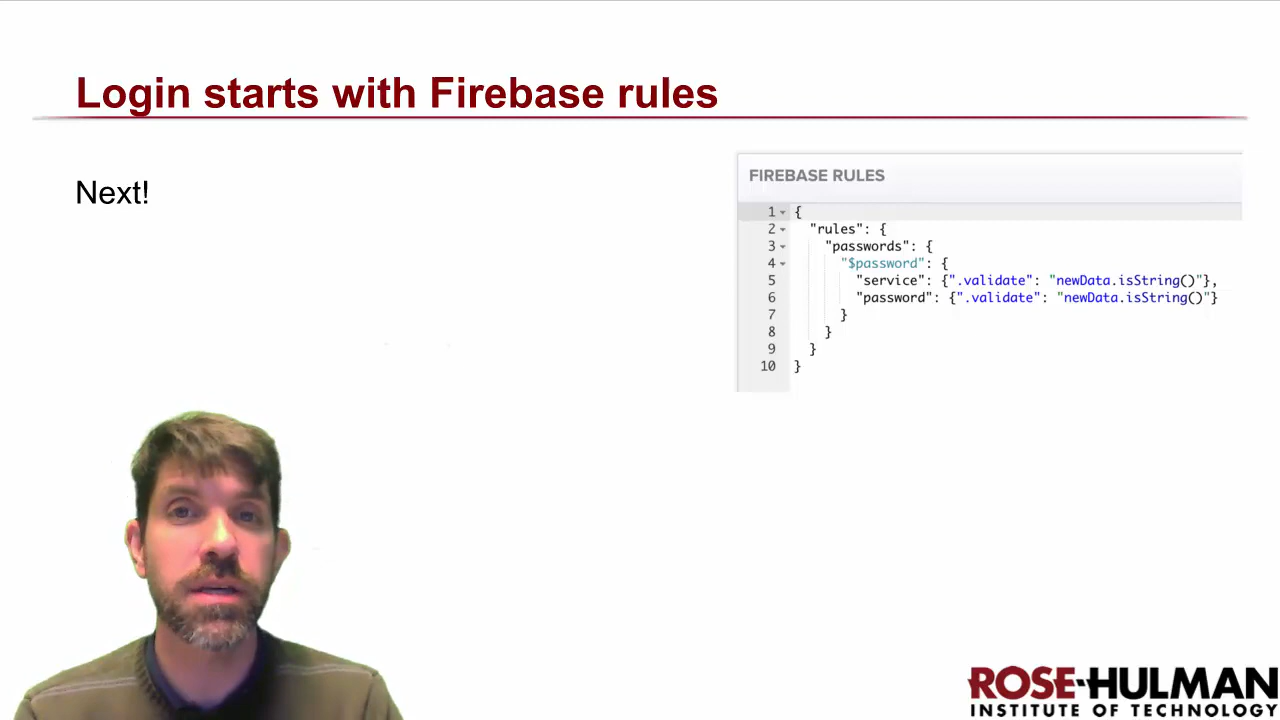 Login starts with Firebase rules
Next!
FIREBASE RULES
1 {
2 "rules": {
3 "passwords": {
4 "$password": {
5 "service": {".validate": "newData.isString()"},
6 "password": {".validate": "newData.isString()"}
7 }
8 }
9 }
10 }
ROSE-HULMAN
INSTITUTE OF TECHNOLOGY